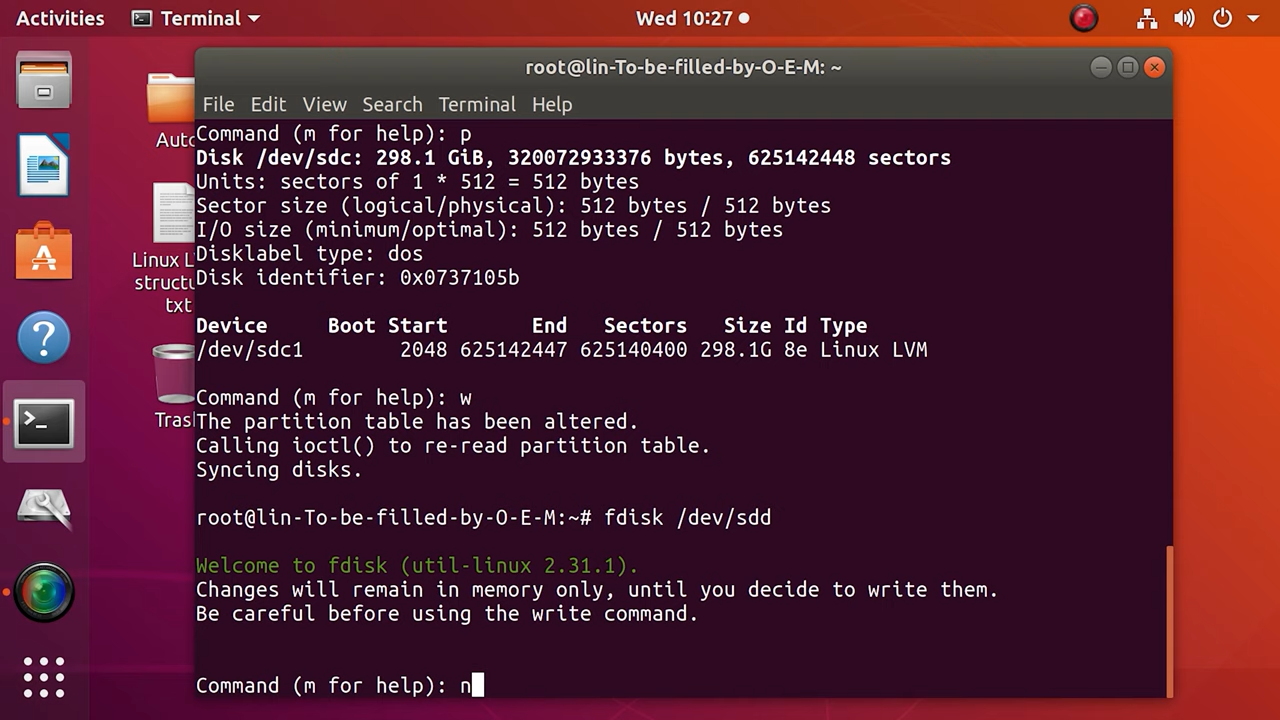 Activities Terminal Wed 10:27
root@lin-To-be-filled-by-O-E-M: ~
File Edit View Search Terminal Help
Command (m for help): p
Disk /dev/sdc: 298.1 GiB, 320072933376 bytes, 625142448 sectors
Units: sectors of 1 * 512 = 512 bytes
Sector size (logical/physical): 512 bytes / 512 bytes
I/O size (minimum/optimal): 512 bytes / 512 bytes
Disklabel type: dos
Disk identifier: 0x0737105b
Device Boot Start End Sectors Size Id Type
/dev/sdc1 2048 625142447 625140400 298.1G 8e Linux LVM
Command (m for help): w
The partition table has been altered.
Calling ioctl() to re-read partition table.
Syncing disks.
root@lin-To-be-filled-by-O-E-M:~# fdisk /dev/sdd
Welcome to fdisk (util-linux 2.31.1).
Changes will remain in memory only, until you decide to write them.
Be careful before using the write command.
Command (m for help): n
Auto
Linux L
structu
txt
Tras